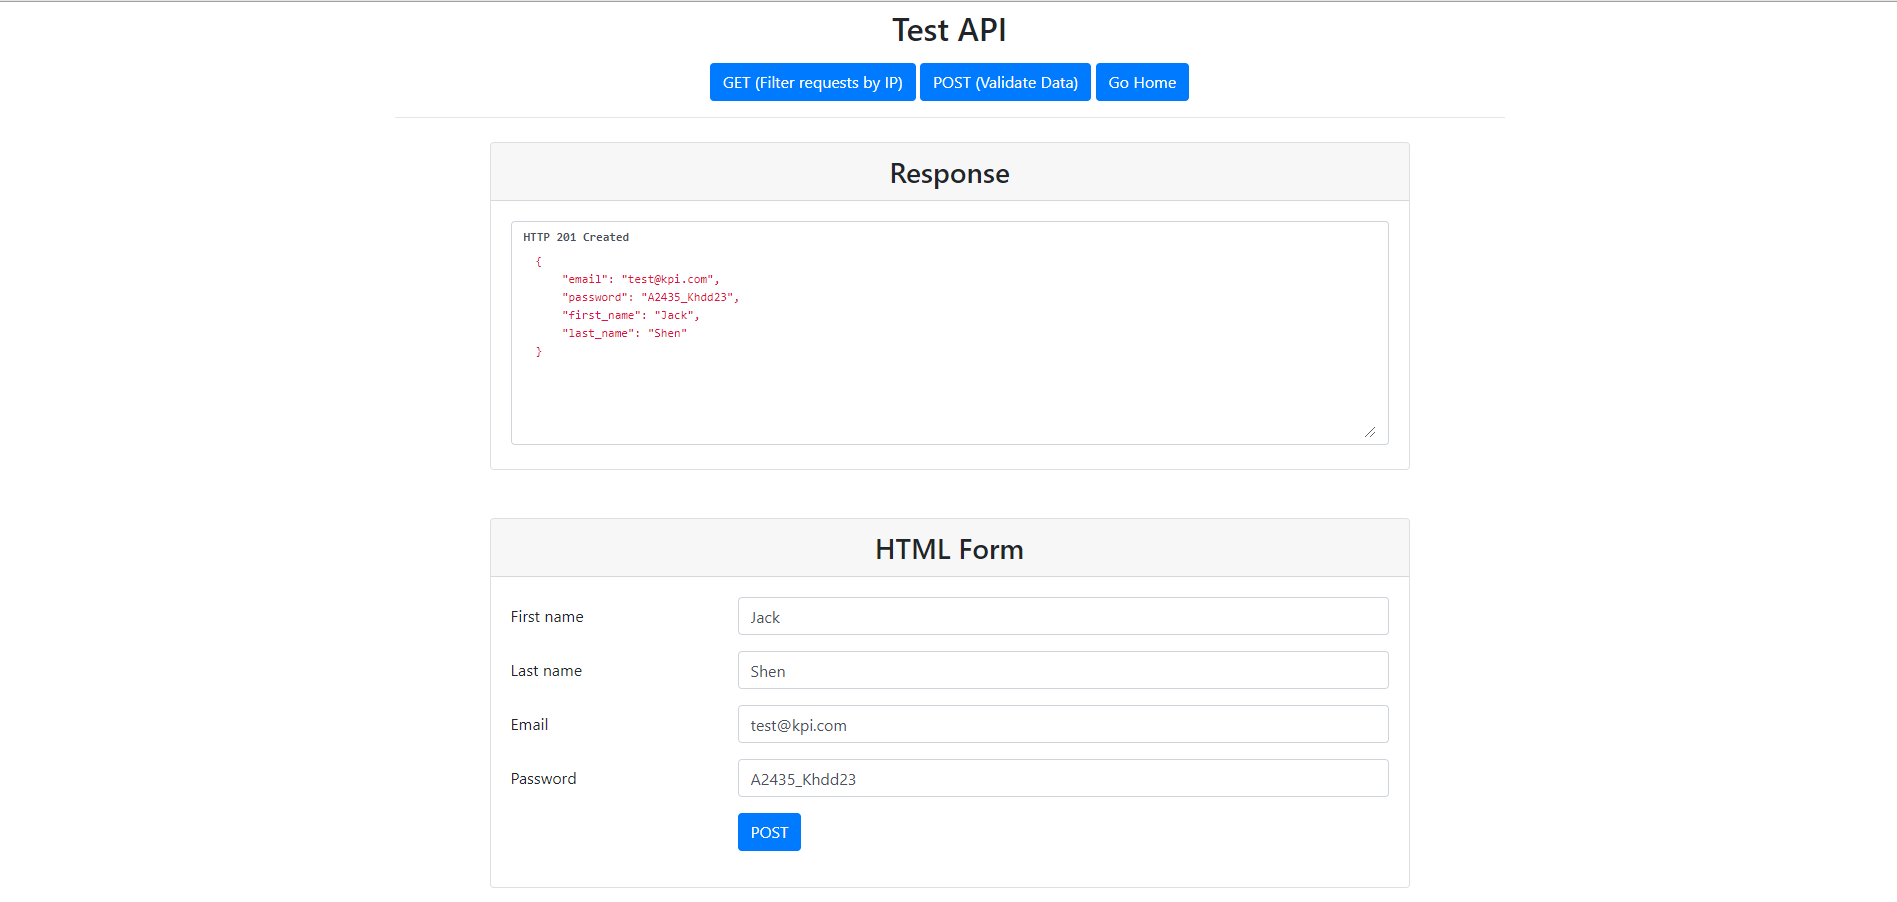 Test API
GET (Filter requests by IP) POST (Validate Data) Go Home
Response
HTTP 201 Created
{
"email": "test@kpi.com",
"password": "A2435_Khdd23",
"first_name": "Jack",
"last_name": "Shen"
}
HTML Form
First name Jack
Last name Shen
Email test@kpi.com
Password A2435_Khdd23
POST